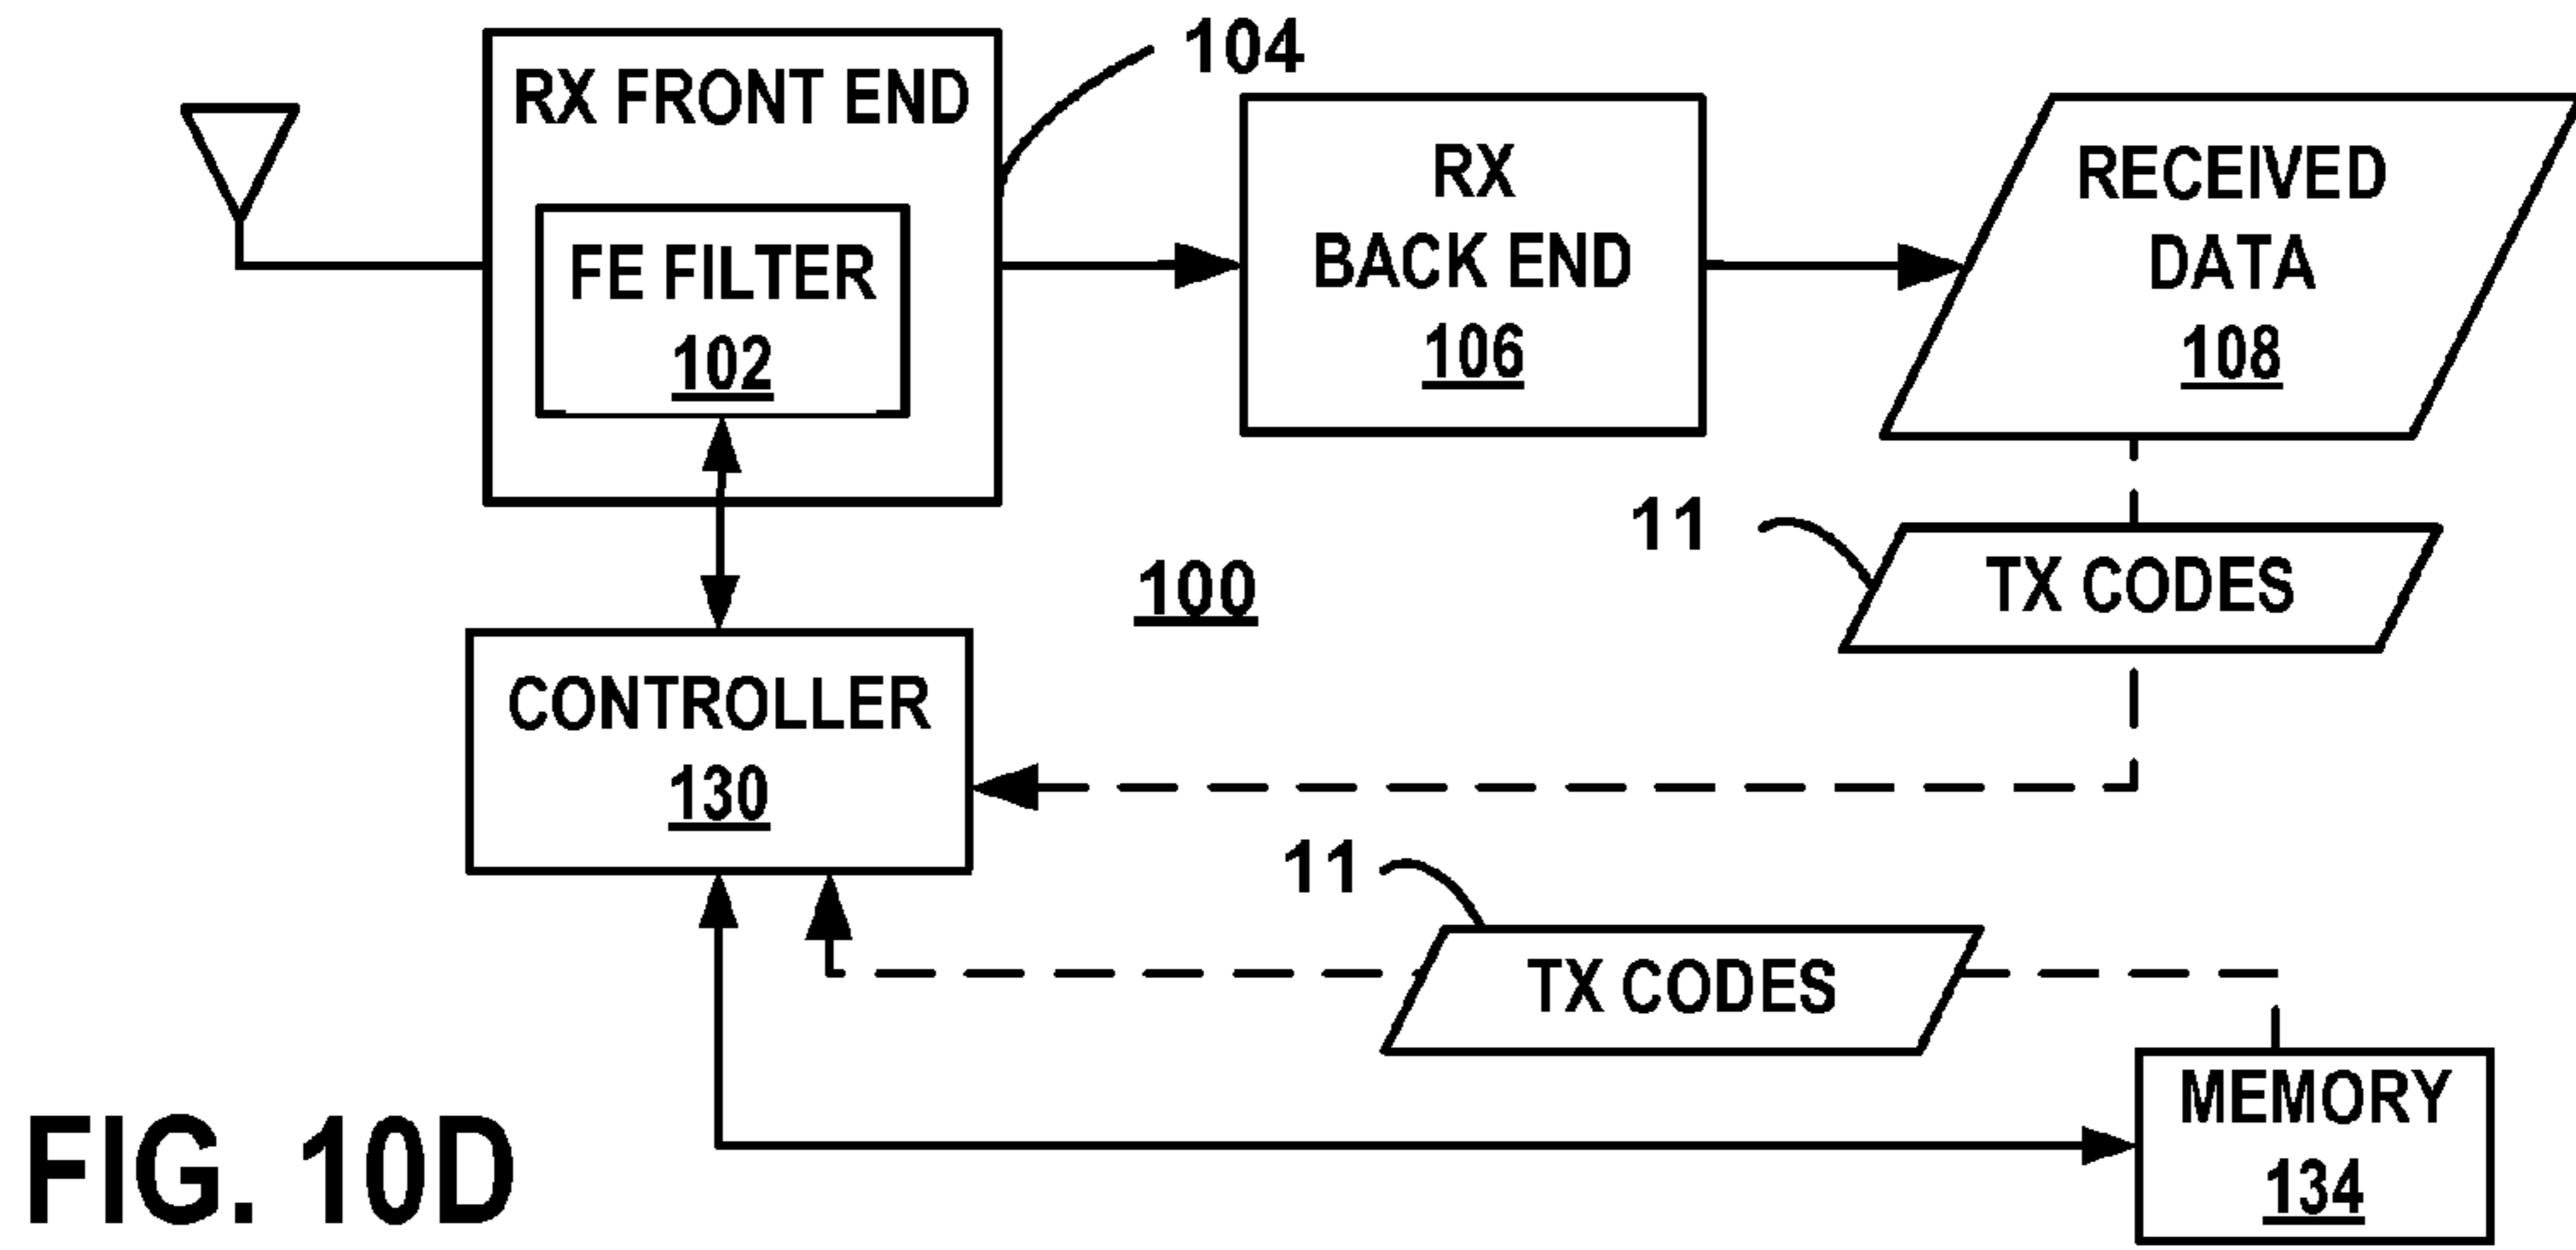 RX FRONT END
104
FE FILTER
102
RX
BACK END
106
RECEIVED
DATA
108
11
TX CODES
100
CONTROLLER
130
11
TX CODES
MEMORY
134
FIG. 10D